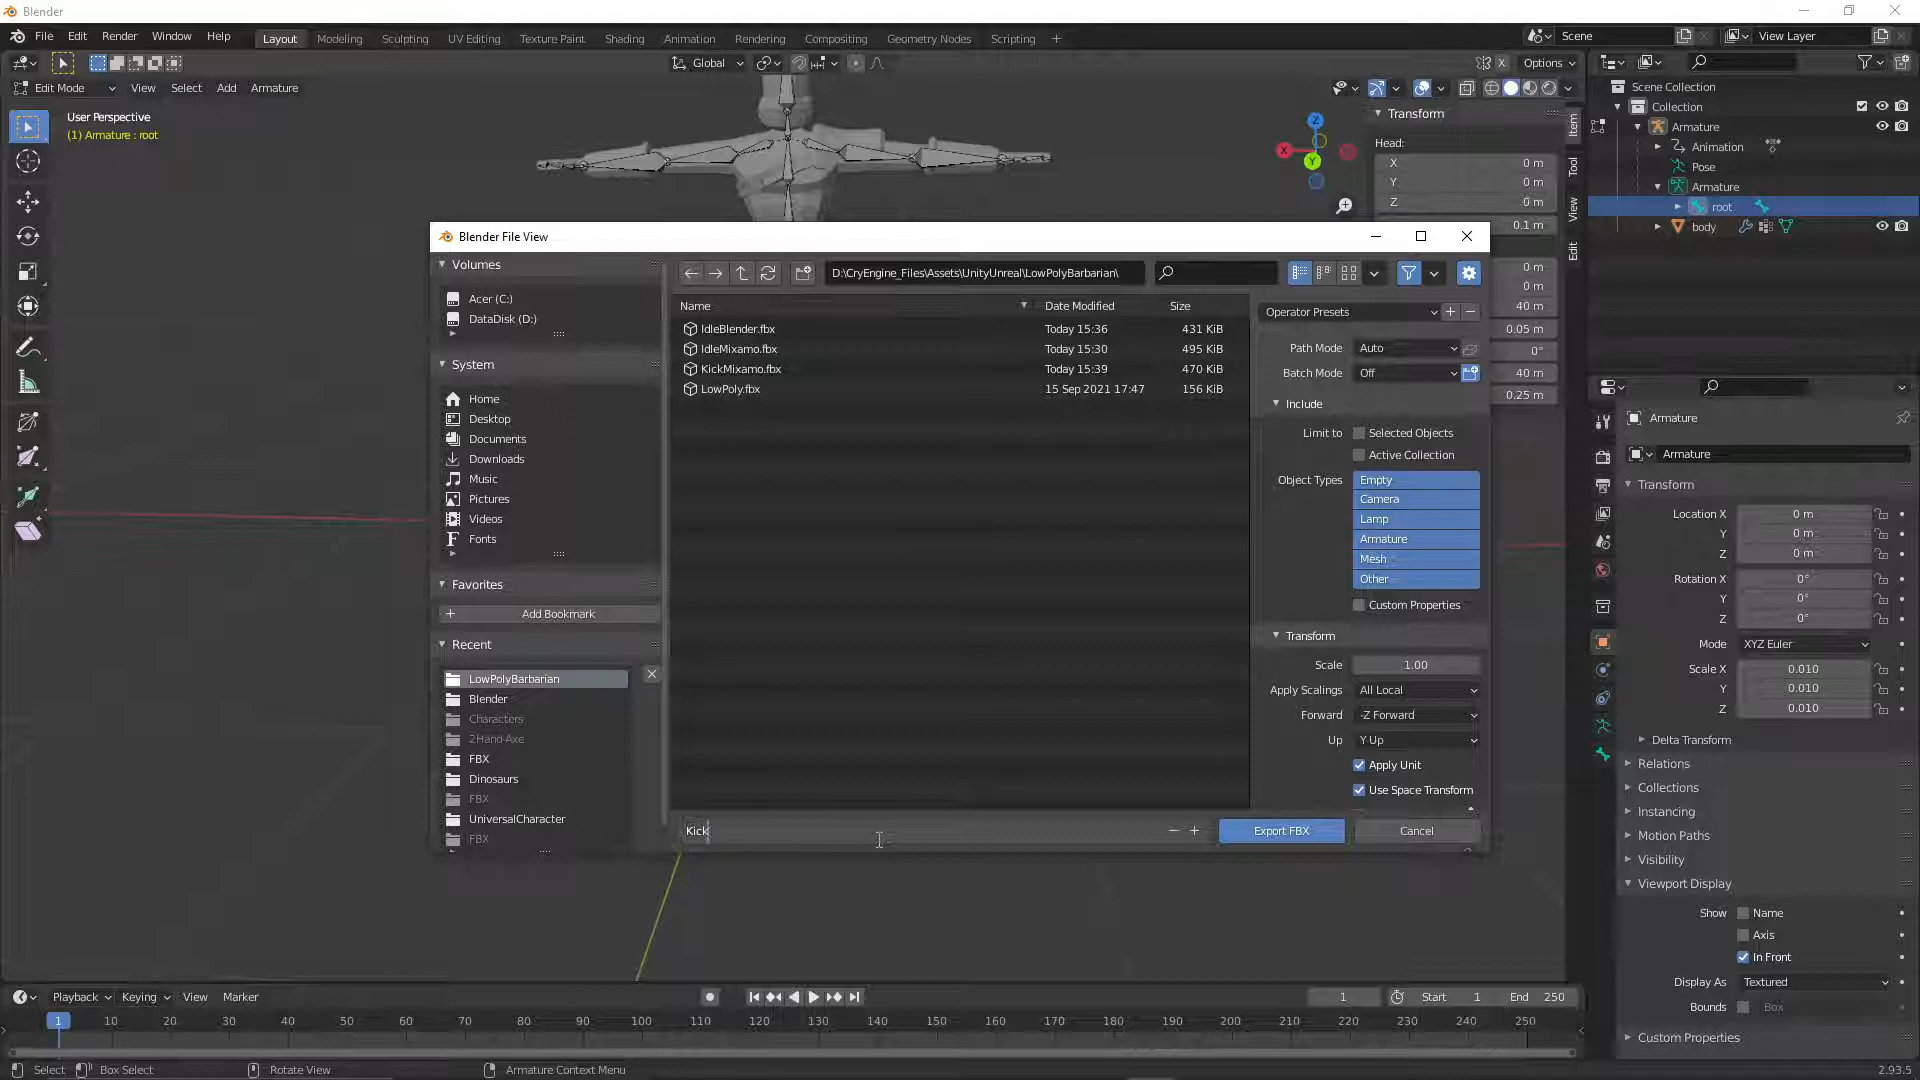 Blender
File Edit Render Window Help Layout Modeling Sculpting UV Editing Texture Paint Shading Animation Rendering Compositing Geometry Nodes Scripting + Scene View Layer
Global X Options
Edit Mode View Select Add Armature
User Perspective
(1) Armature : root
Z
X
Y
Transform
Head:
X 0 m
Y 0 m
Z 0 m
0.1 m
0 m
0 m
40 m
0.05 m
0°
40 m
0.25 m
Item
Tool
View
Edit
Scene Collection
Collection
Armature
Animation
Pose
Armature
root
body
Blender File View
Volumes
Acer (C:)
DataDisk (D:)
System
Home
Desktop
Documents
Downloads
Music
Pictures
Videos
Fonts
Favorites
Add Bookmark
Recent
LowPolyBarbarian
Blender
Characters
2Hand-Axe
FBX
Dinosaurs
FBX
UniversalCharacter
FBX
D:\CryEngine_Files\Assets\UnityUnreal\LowPolyBarbarian\
Name Date Modified Size
IdleBlender.fbx Today 15:36 431 KiB
IdleMixamo.fbx Today 15:30 495 KiB
KickMixamo.fbx Today 15:39 470 KiB
LowPoly.fbx 15 Sep 2021 17:47 156 KiB
Kick
Export FBX Cancel
Operator Presets
Path Mode Auto
Batch Mode Off
Include
Limit to Selected Objects
Active Collection
Object Types Empty
Camera
Lamp
Armature
Mesh
Other
Custom Properties
Transform
Scale 1.00
Apply Scalings All Local
Forward -Z Forward
Up Y Up
Apply Unit
Use Space Transform
Armature
Armature
Transform
Location X 0 m
Y 0 m
Z 0 m
Rotation X 0°
Y 0°
Z 0°
Mode XYZ Euler
Scale X 0.010
Y 0.010
Z 0.010
Delta Transform
Relations
Collections
Instancing
Motion Paths
Visibility
Viewport Display
Show Name
Axis
In Front
Display As Textured
Bounds Box
Custom Properties
Playback Keying View Marker 1 Start 1 End 250
1 10 20 30 40 50 60 70 80 90 100 110 120 130 140 150 160 170 180 190 200 210 220 230 240 250
Select Box Select Rotate View Armature Context Menu 2.93.5